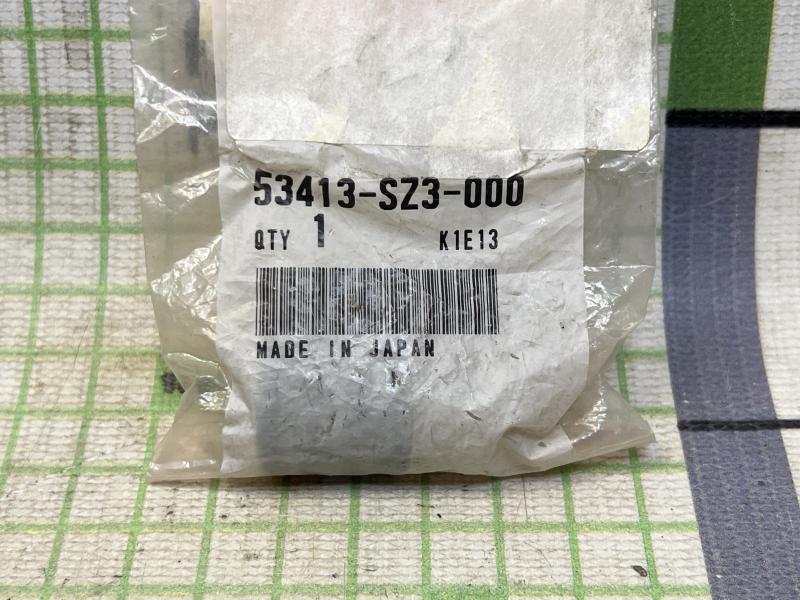 53413-SZ3-000
QTY 1 K1E13
MADE IN JAPAN